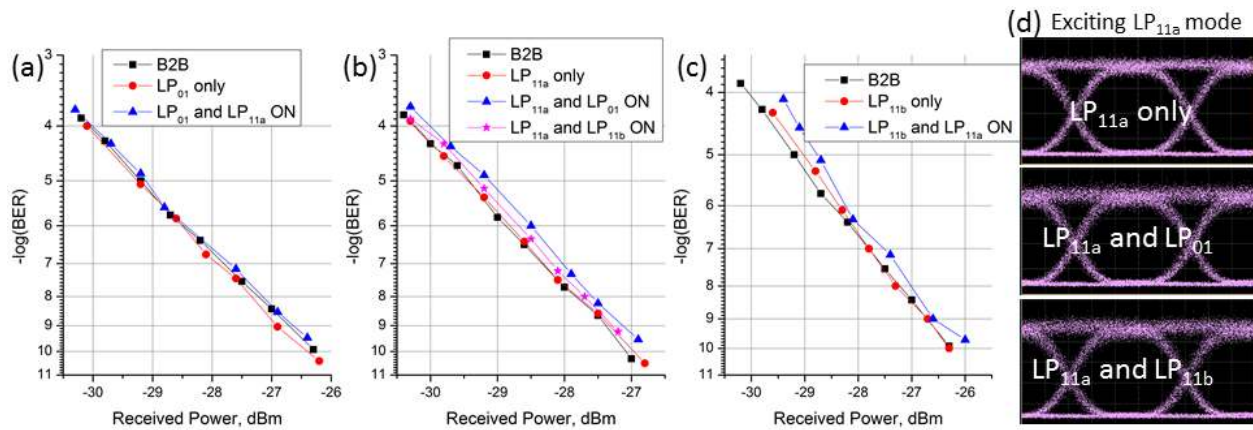 (a)
B2B
LP01 only
LP01 and LP11a ON
-log(BER)
3
4
5
6
7
8
9
10
11
-30 -29 -28 -27 -26
Received Power, dBm
(b)
B2B
LP11a only
LP11a and LP01 ON
LP11a and LP11b ON
-log(BER)
3
4
5
6
7
8
9
10
11
-30 -29 -28 -27
Received Power, dBm
(c)
B2B
LP11b only
LP11b and LP11a ON
-log(BER)
4
5
6
7
8
9
10
11
-30 -29 -28 -27 -26
Received Power, dBm
(d) Exciting LP11a mode
LP11a only
LP11a and LP01
LP11a and LP11b